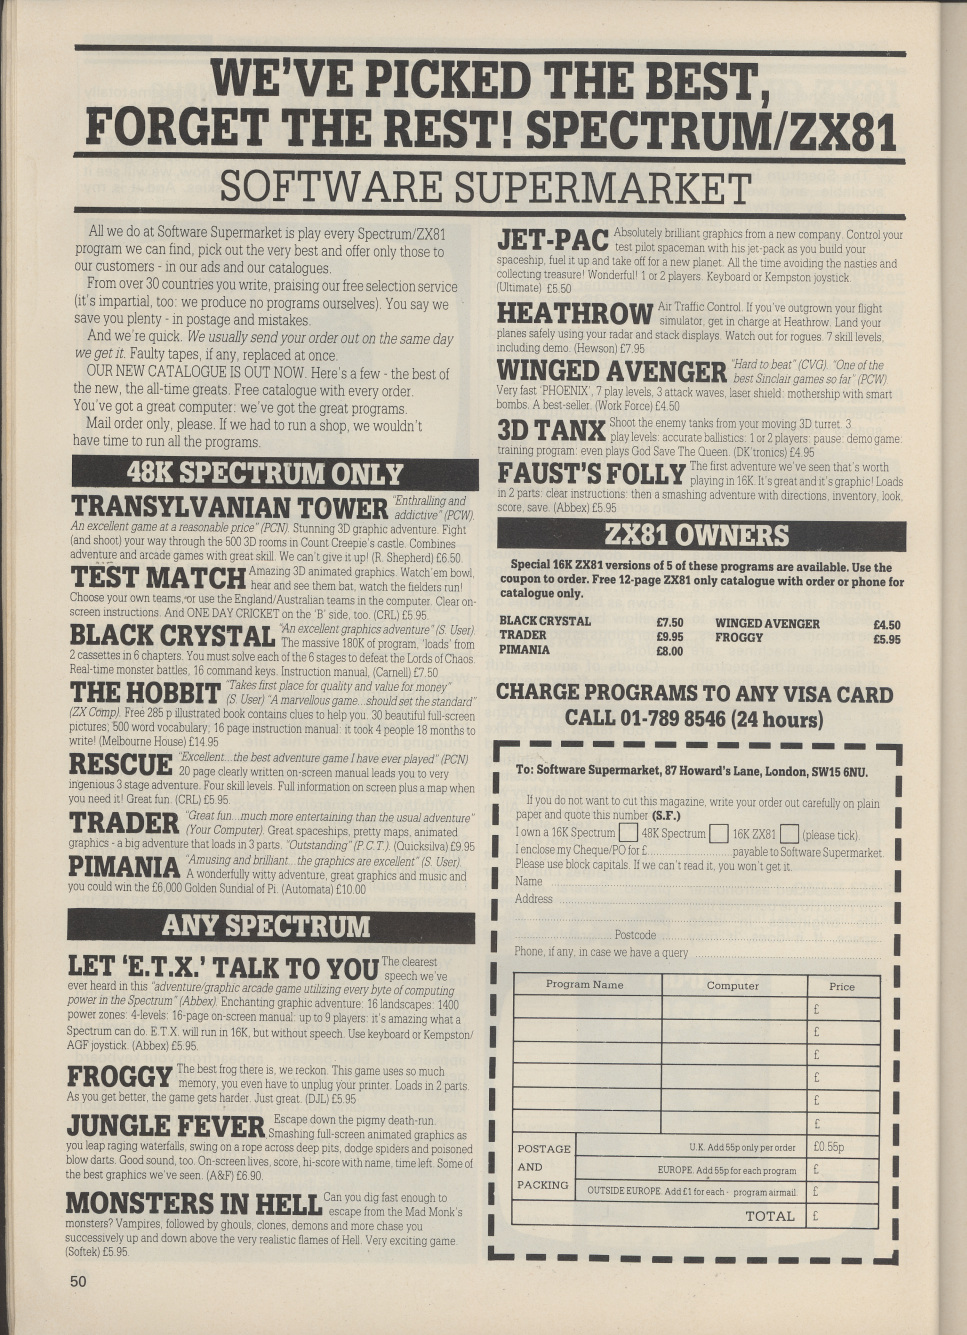 WE'VE PICKED THE BEST,
FORGET THE REST! SPECTRUM/ZX81
SOFTWARE SUPERMARKET
All we do at Software Supermarket is play every Spectrum/ZX81
program we can find, pick out the very best and offer only those to
our customers - in our ads and our catalogues.
From over 30 countries you write, praising our free selection service
(it's impartial, too: we produce no programs ourselves). You say we
save you plenty - in postage and mistakes.
And we're quick. We usually send your order out on the same day
we get it. Faulty tapes, if any, replaced at once.
OUR NEW CATALOGUE IS OUT NOW. Here's a few - the best of
the new, the all-time greats. Free catalogue with every order.
You've got a great computer: we've got the great programs.
Mail order only, please. If we had to run a shop, we wouldn't
have time to run all the programs.
48K SPECTRUM ONLY
TRANSYLVANIAN TOWER "Enthralling and
addictive" (PCW).
An excellent game at a reasonable price" (PCN). Stunning 3D graphic adventure. Fight
(and shoot) your way through the 500 3D rooms in Count Creepie's castle. Combines
adventure and arcade games with great skill. We can't give it up! (R. Shepherd) £6.50.
TEST MATCH Amazing 3D animated graphics. Watch 'em bowl,
hear and see them bat, watch the fielders run!
Choose your own teams, or use the England/Australian teams in the computer. Clear on-
screen instructions. And ONE DAY CRICKET on the 'B' side, too. (CRL) £5.95.
BLACK CRYSTAL "An excellent graphics adventure" (S. User)
The massive 180K of program, 'loads' from
2 cassettes in 6 chapters. You must solve each of the 6 stages to defeat the Lords of Chaos.
Real-time monster battles, 16 command keys. Instruction manual, (Carnell) £7.50
THE HOBBIT "Takes first place for quality and value for money"
(S. User) "A marvellous game...should set the standard"
(ZX Comp). Free 285 p illustrated book contains clues to help you. 30 beautiful full-screen
pictures; 500 word vocabulary; 16 page instruction manual: it took 4 people 18 months to
write! (Melbourne House) £14.95
RESCUE "Excellent...the best adventure game I have ever played" (PCN)
20 page clearly written on-screen manual leads you to very
ingenious 3 stage adventure. Four skill levels. Full information on screen plus a map when
you need it! Great fun. (CRL) £5.95.
TRADER "Great fun...much more entertaining than the usual adventure"
(Your Computer). Great spaceships, pretty maps, animated
graphics - a big adventure that loads in 3 parts. "Outstanding" (P.C.T.). (Quicksilva) £9.95
PIMANIA "Amusing and brilliant...the graphics are excellent" (S. User).
A wonderfully witty adventure, great graphics and music and
you could win the £6,000 Golden Sundial of Pi. (Automata) £10.00
ANY SPECTRUM
LET 'E.T.X.' TALK TO YOU The clearest
speech we've
ever heard in this "adventure/graphic arcade game utilizing every byte of computing
power in the Spectrum" (Abbex). Enchanting graphic adventure: 16 landscapes: 1400
power zones: 4-levels: 16-page on-screen manual: up to 9 players: it's amazing what a
Spectrum can do. E.T.X. will run in 16K, but without speech. Use keyboard or Kempston/
AGF joystick. (Abbex) £5.95.
FROGGY The best frog there is, we reckon. This game uses so much
memory, you even have to unplug your printer. Loads in 2 parts.
As you get better, the game gets harder. Just great. (DJL) £5.95
JUNGLE FEVER Escape down the pigmy death-run.
Smashing full-screen animated graphics as
you leap raging waterfalls, swing on a rope across deep pits, dodge spiders and poisoned
blow darts. Good sound, too. On-screen lives, score, hi-score with name, time left. Some of
the best graphics we've seen. (A&F) £6.90.
MONSTERS IN HELL Can you dig fast enough to
escape from the Mad Monk's
monsters? Vampires, followed by ghouls, clones, demons and more chase you
successively up and down above the very realistic flames of Hell. Very exciting game.
(Softek) £5.95.
50
JET-PAC Absolutely brilliant graphics from a new company. Control your
test pilot spaceman with his jet-pack as you build your
spaceship, fuel it up and take off for a new planet. All the time avoiding the nasties and
collecting treasure! Wonderful! 1 or 2 players. Keyboard or Kempston joystick.
(Ultimate) £5.50
HEATHROW Air Traffic Control. If you've outgrown your flight
simulator, get in charge at Heathrow. Land your
planes safely using your radar and stack displays. Watch out for rogues. 7 skill levels,
including demo. (Hewson) £7.95
WINGED AVENGER "Hard to beat" (CVG). "One of the
best Sinclair games so far" (PCW).
Very fast 'PHOENIX', 7 play levels, 3 attack waves, laser shield: mothership with smart
bombs. A best-seller. (Work Force) £4.50
3D TANX Shoot the enemy tanks from your moving 3D turret. 3
play levels: accurate ballistics: 1 or 2 players: pause: demo game:
training program: even plays God Save The Queen. (DK'tronics) £4.95
FAUST'S FOLLY The first adventure we've seen that's worth
playing in 16K. It's great and it's graphic! Loads
in 2 parts: clear instructions: then a smashing adventure with directions, inventory, look,
score, save. (Abbex) £5.95
ZX81 OWNERS
Special 16K ZX81 versions of 5 of these programs are available. Use the
coupon to order. Free 12-page ZX81 only catalogue with order or phone for
catalogue only.
BLACK CRYSTAL £7.50 WINGED AVENGER £4.50
TRADER £9.95 FROGGY £5.95
PIMANIA £8.00
CHARGE PROGRAMS TO ANY VISA CARD
CALL 01-789 8546 (24 hours)
To: Software Supermarket, 87 Howard's Lane, London, SW15 6NU.
If you do not want to cut this magazine, write your order out carefully on plain
paper and quote this number (S.F.)
I own a 16K Spectrum 48K Spectrum 16K ZX81 (please tick).
I enclose my Cheque/PO for £ payable to Software Supermarket.
Please use block capitals. If we can't read it, you won't get it.
Name
Address
Postcode
Phone, if any, in case we have a query
Program Name Computer Price
£
£
£
£
£
£
POSTAGE AND PACKING
U.K. Add 55p only per order £0.55p
EUROPE. Add 55p for each program £
OUTSIDE EUROPE. Add £1 for each - program airmail £
TOTAL £